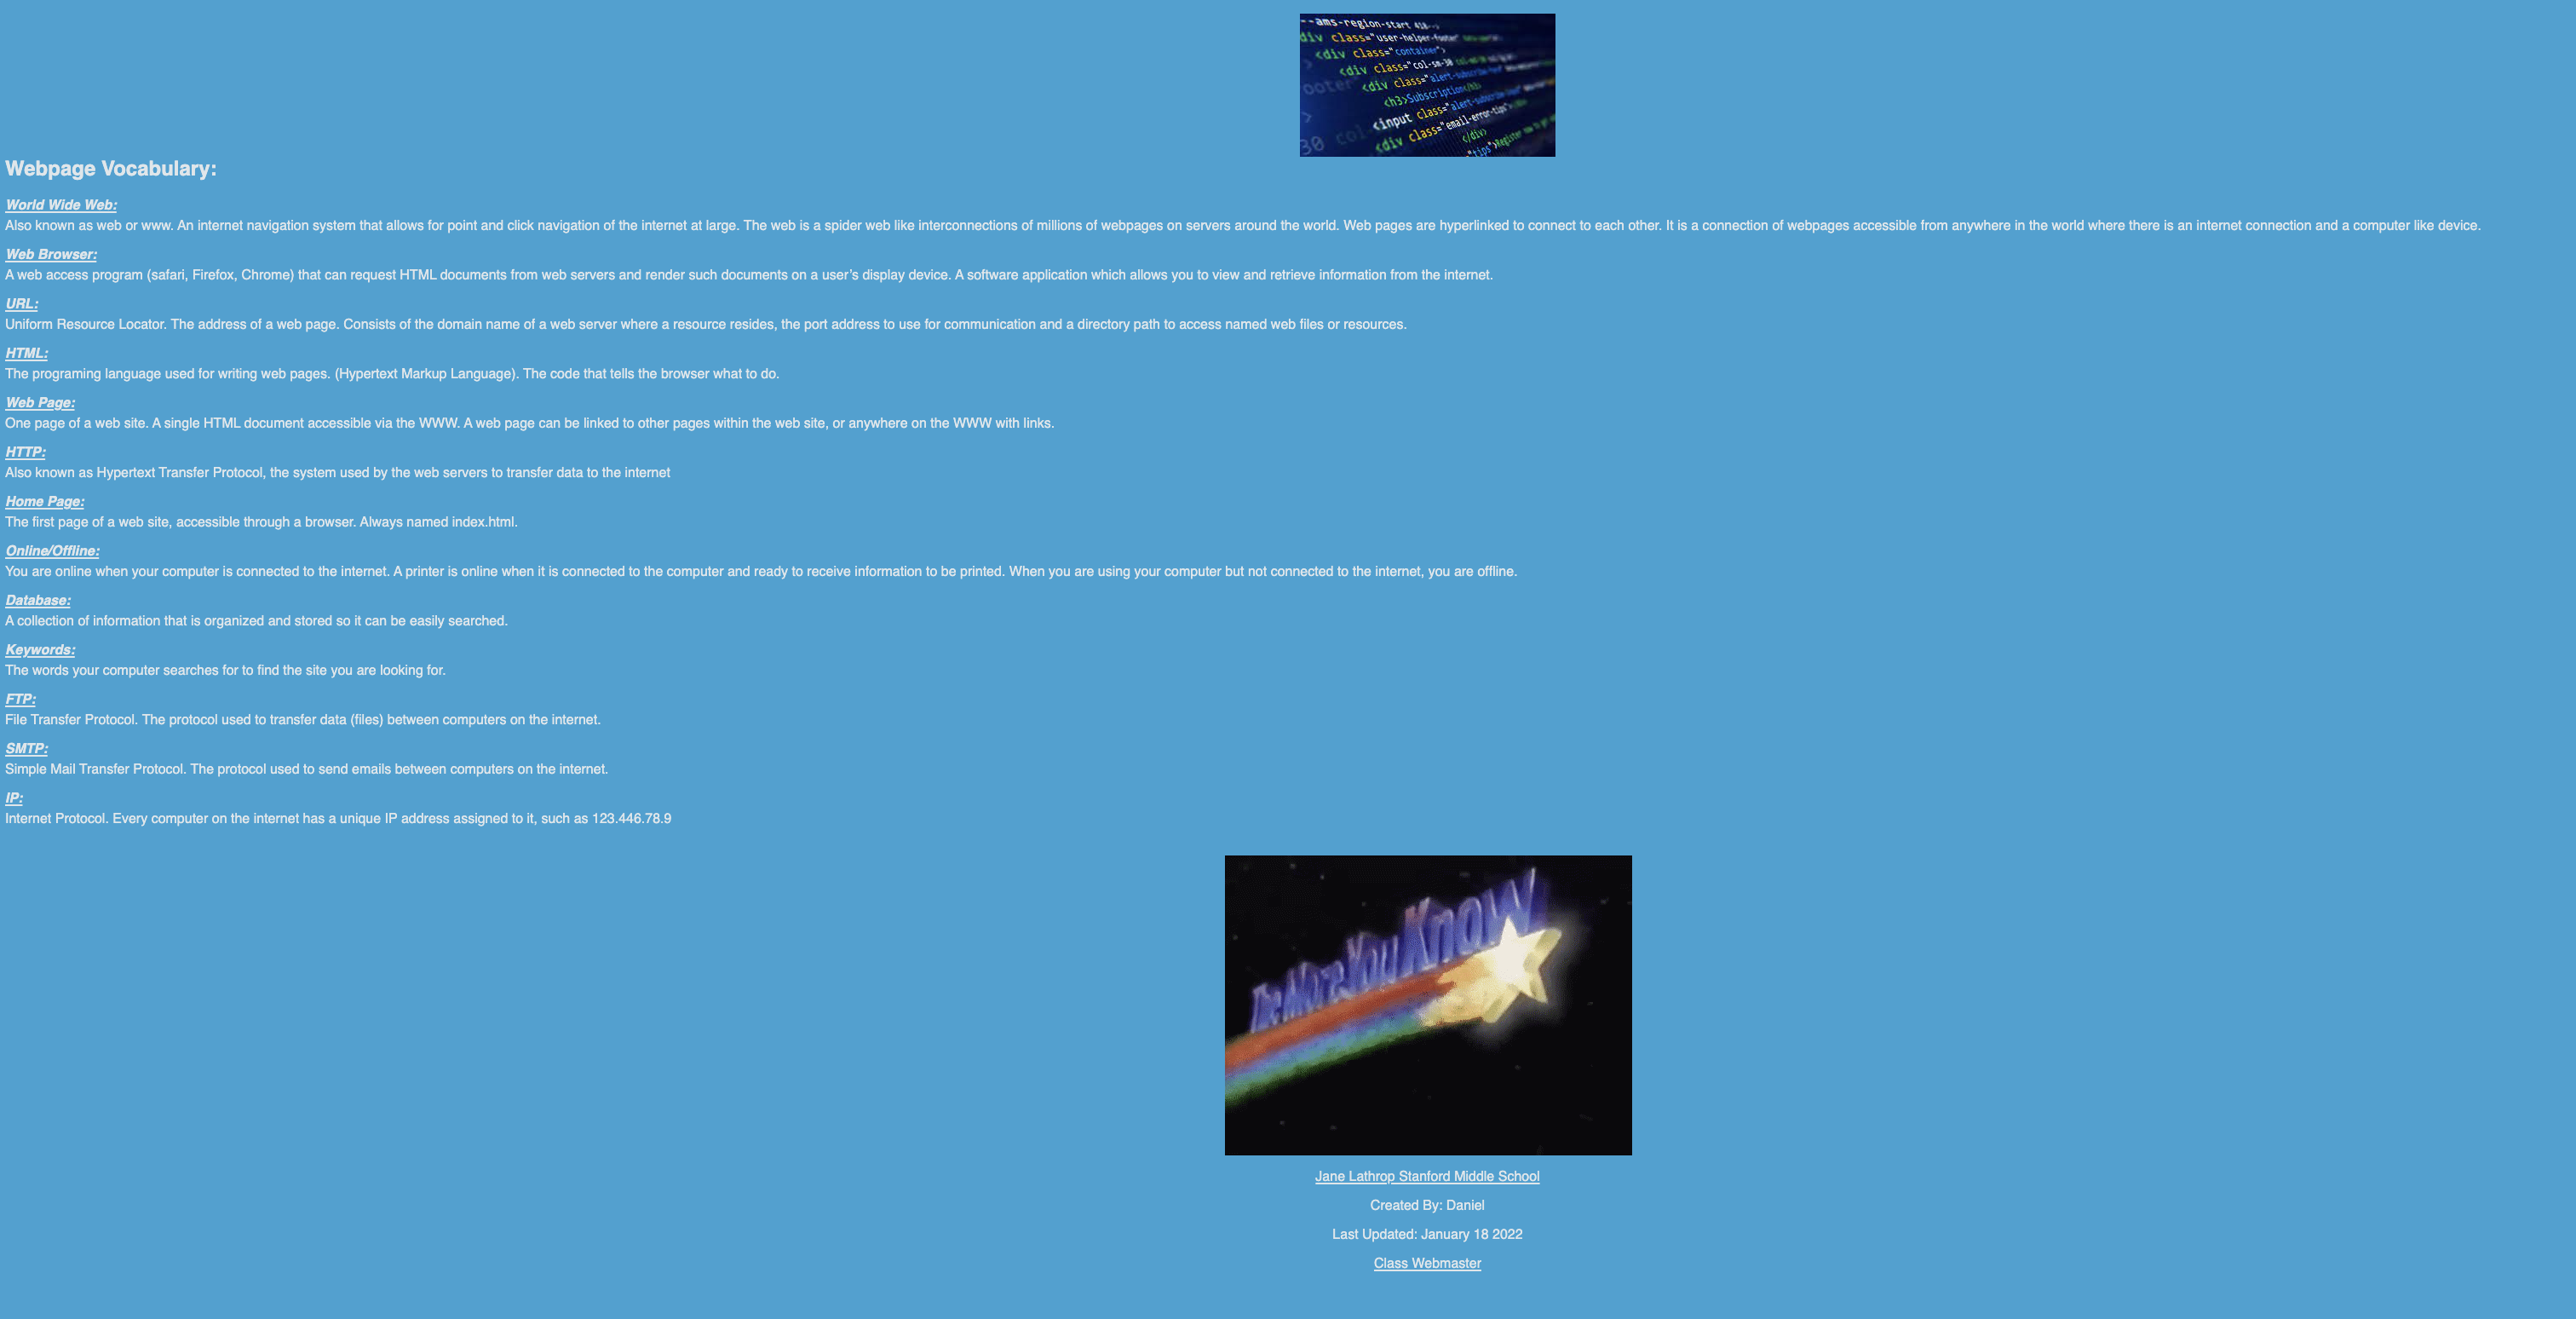 --ams-region-start
div class="user-helper-footer"
<div class="container">
<div class="col-sm-30
<div class="alert-subscribe-box"
<h3>Subscription</h3>
<input class="alert-subscribe-input"
<div class="email-error-tips">
</div>
="tips">Register
Webpage Vocabulary:
World Wide Web:
Also known as web or www. An internet navigation system that allows for point and click navigation of the internet at large. The web is a spider web like interconnections of millions of webpages on servers around the world. Web pages are hyperlinked to connect to each other. It is a connection of webpages accessible from anywhere in the world where there is an internet connection and a computer like device.
Web Browser:
A web access program (safari, Firefox, Chrome) that can request HTML documents from web servers and render such documents on a user’s display device. A software application which allows you to view and retrieve information from the internet.
URL:
Uniform Resource Locator. The address of a web page. Consists of the domain name of a web server where a resource resides, the port address to use for communication and a directory path to access named web files or resources.
HTML:
The programing language used for writing web pages. (Hypertext Markup Language). The code that tells the browser what to do.
Web Page:
One page of a web site. A single HTML document accessible via the WWW. A web page can be linked to other pages within the web site, or anywhere on the WWW with links.
HTTP:
Also known as Hypertext Transfer Protocol, the system used by the web servers to transfer data to the internet
Home Page:
The first page of a web site, accessible through a browser. Always named index.html.
Online/Offline:
You are online when your computer is connected to the internet. A printer is online when it is connected to the computer and ready to receive information to be printed. When you are using your computer but not connected to the internet, you are offline.
Database:
A collection of information that is organized and stored so it can be easily searched.
Keywords:
The words your computer searches for to find the site you are looking for.
FTP:
File Transfer Protocol. The protocol used to transfer data (files) between computers on the internet.
SMTP:
Simple Mail Transfer Protocol. The protocol used to send emails between computers on the internet.
IP:
Internet Protocol. Every computer on the internet has a unique IP address assigned to it, such as 123.446.78.9
The More You Know
Jane Lathrop Stanford Middle School
Created By: Daniel
Last Updated: January 18 2022
Class Webmaster